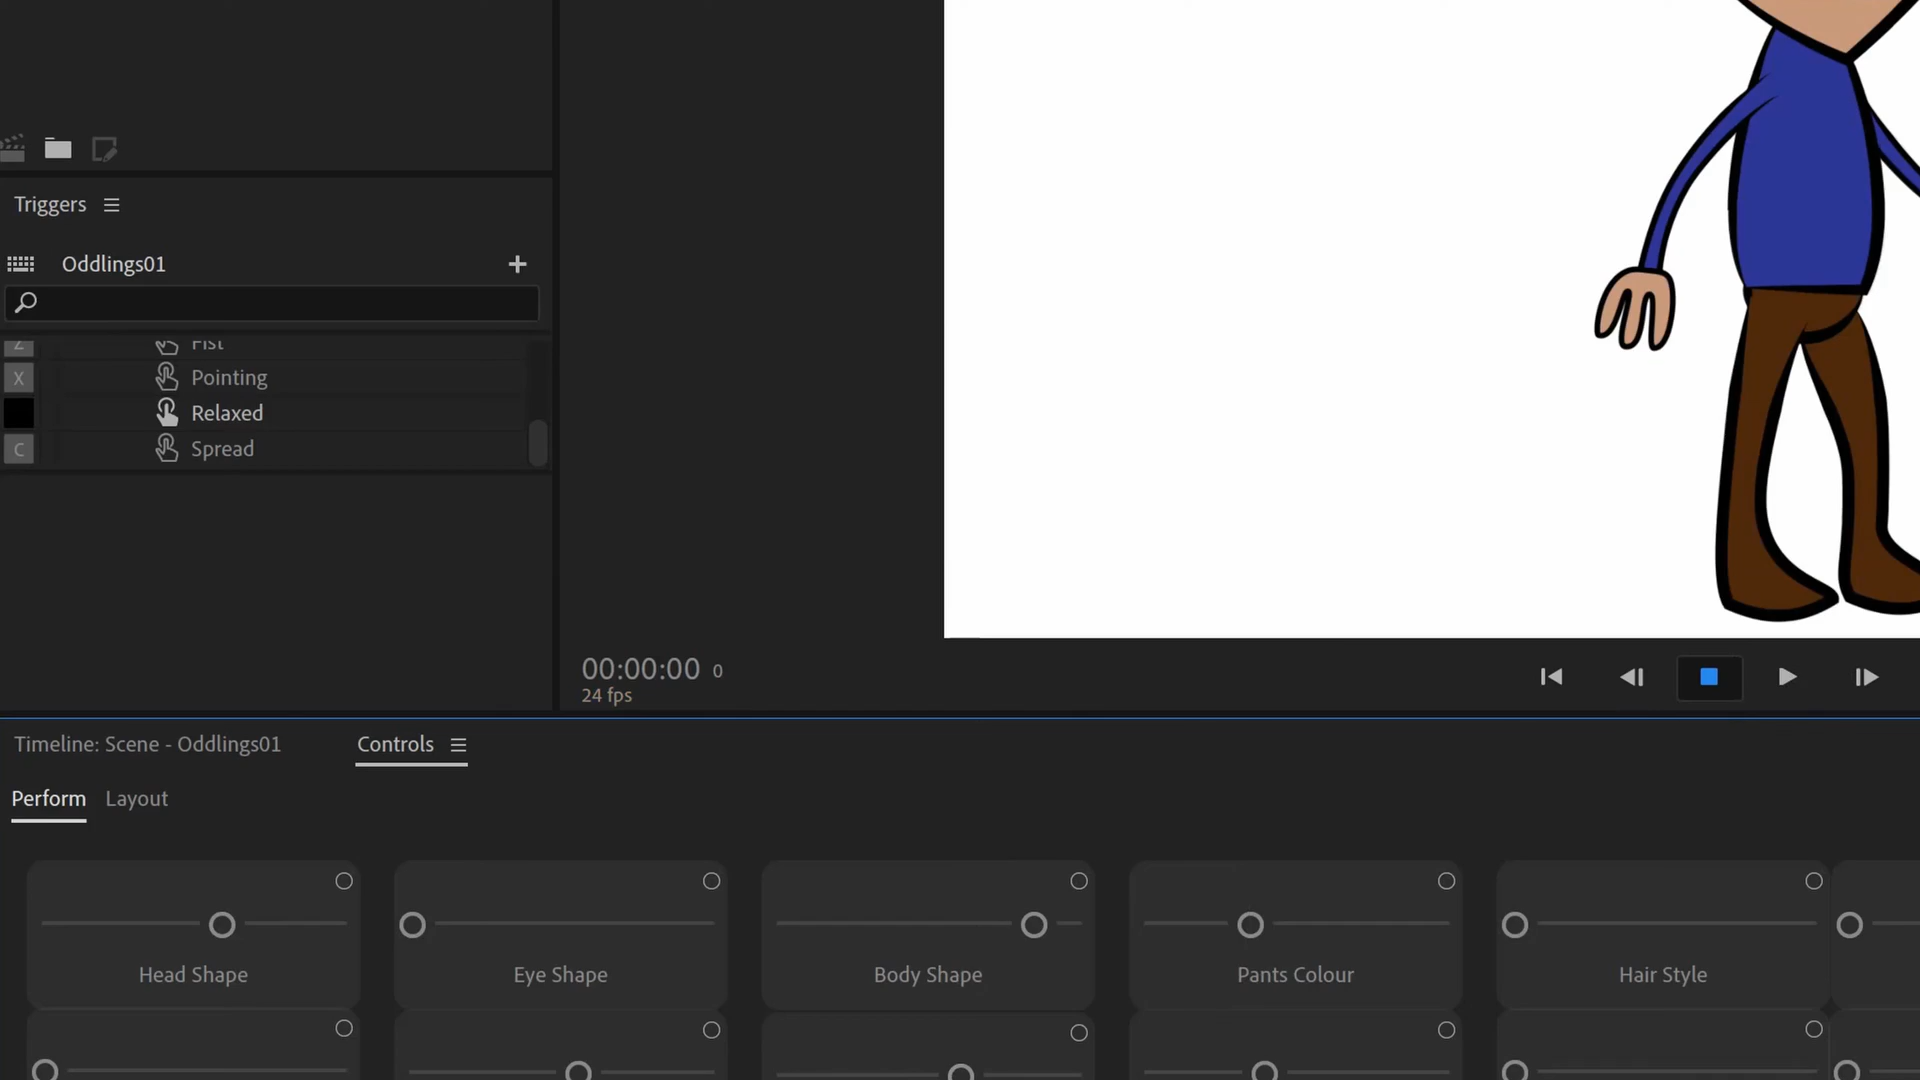 Triggers
Oddlings01
Z Fist
X Pointing
Relaxed
C Spread
00:00:00 0
24 fps
Timeline: Scene - Oddlings01
Controls
Perform
Layout
Head Shape
Eye Shape
Body Shape
Pants Colour
Hair Style